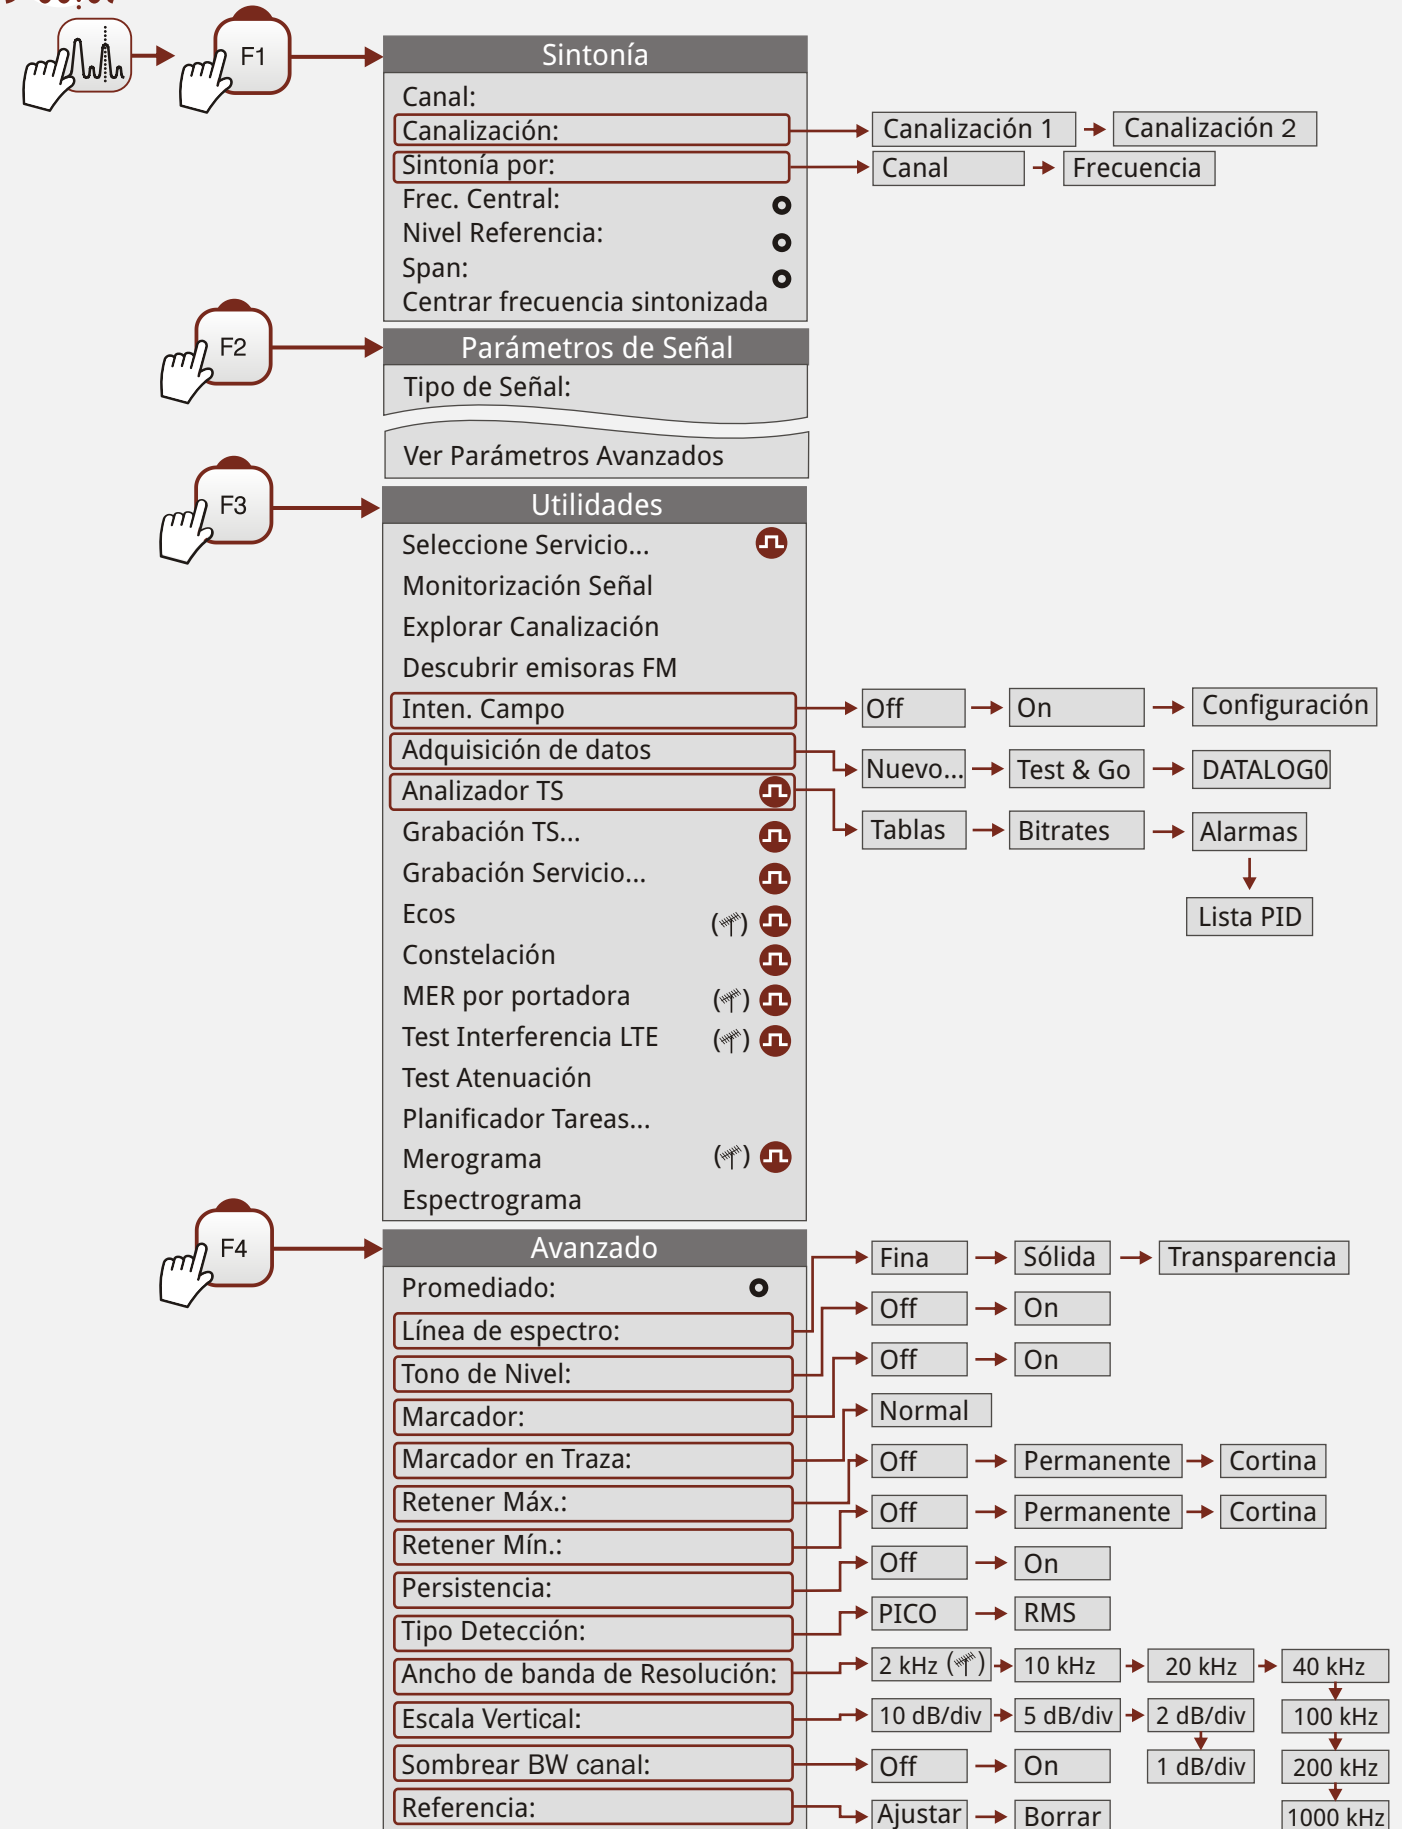 F1
Sintonía
Canal:
Canalización:
Canalización 1
Canalización 2
Sintonía por:
Canal
Frecuencia
Frec. Central:
Nivel Referencia:
Span:
Centrar frecuencia sintonizada
F2
Parámetros de Señal
Tipo de Señal:
Ver Parámetros Avanzados
F3
Utilidades
Seleccione Servicio...
Monitorización Señal
Explorar Canalización
Descubrir emisoras FM
Inten. Campo
Off
On
Configuración
Adquisición de datos
Nuevo...
Test & Go
DATALOG0
Analizador TS
Tablas
Bitrates
Alarmas
Lista PID
Grabación TS...
Grabación Servicio...
Ecos
Constelación
MER por portadora
Test Interferencia LTE
Test Atenuación
Planificador Tareas...
Merograma
Espectrograma
F4
Avanzado
Promediado:
Línea de espectro:
Fina
Sólida
Transparencia
Tono de Nivel:
Off
On
Marcador:
Off
On
Marcador en Traza:
Normal
Retener Máx.:
Off
Permanente
Cortina
Retener Mín.:
Off
Permanente
Cortina
Persistencia:
Off
On
Tipo Detección:
PICO
RMS
Ancho de banda de Resolución:
2 kHz
10 kHz
20 kHz
40 kHz
100 kHz
200 kHz
1000 kHz
Escala Vertical:
10 dB/div
5 dB/div
2 dB/div
1 dB/div
Sombrear BW canal:
Off
On
Referencia:
Ajustar
Borrar